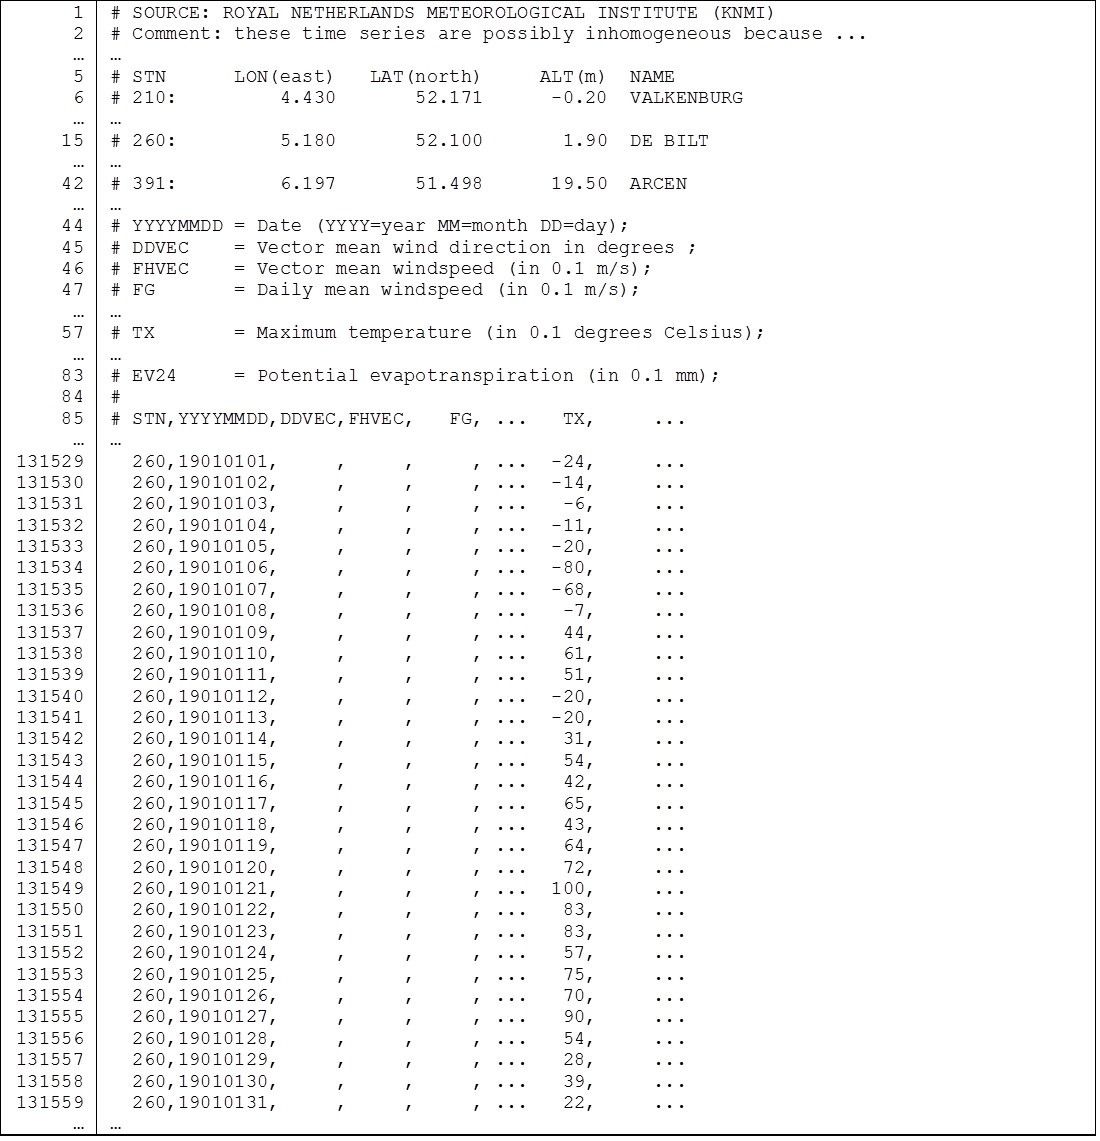 1 # SOURCE: ROYAL NETHERLANDS METEOROLOGICAL INSTITUTE (KNMI)
2 # Comment: these time series are possibly inhomogeneous because ...
… …
5 # STN LON(east) LAT(north) ALT(m) NAME
6 # 210: 4.430 52.171 -0.20 VALKENBURG
… …
15 # 260: 5.180 52.100 1.90 DE BILT
… …
42 # 391: 6.197 51.498 19.50 ARCEN
… …
44 # YYYYMMDD = Date (YYYY=year MM=month DD=day);
45 # DDVEC = Vector mean wind direction in degrees ;
46 # FHVEC = Vector mean windspeed (in 0.1 m/s);
47 # FG = Daily mean windspeed (in 0.1 m/s);
… …
57 # TX = Maximum temperature (in 0.1 degrees Celsius);
… …
83 # EV24 = Potential evapotranspiration (in 0.1 mm);
84 #
85 # STN,YYYYMMDD,DDVEC,FHVEC, FG, ... TX, ...
… …
131529 260,19010101, , , , ... -24, ...
131530 260,19010102, , , , ... -14, ...
131531 260,19010103, , , , ... -6, ...
131532 260,19010104, , , , ... -11, ...
131533 260,19010105, , , , ... -20, ...
131534 260,19010106, , , , ... -80, ...
131535 260,19010107, , , , ... -68, ...
131536 260,19010108, , , , ... -7, ...
131537 260,19010109, , , , ... 44, ...
131538 260,19010110, , , , ... 61, ...
131539 260,19010111, , , , ... 51, ...
131540 260,19010112, , , , ... -20, ...
131541 260,19010113, , , , ... -20, ...
131542 260,19010114, , , , ... 31, ...
131543 260,19010115, , , , ... 54, ...
131544 260,19010116, , , , ... 42, ...
131545 260,19010117, , , , ... 65, ...
131546 260,19010118, , , , ... 43, ...
131547 260,19010119, , , , ... 64, ...
131548 260,19010120, , , , ... 72, ...
131549 260,19010121, , , , ... 100, ...
131550 260,19010122, , , , ... 83, ...
131551 260,19010123, , , , ... 83, ...
131552 260,19010124, , , , ... 57, ...
131553 260,19010125, , , , ... 75, ...
131554 260,19010126, , , , ... 70, ...
131555 260,19010127, , , , ... 90, ...
131556 260,19010128, , , , ... 54, ...
131557 260,19010129, , , , ... 28, ...
131558 260,19010130, , , , ... 39, ...
131559 260,19010131, , , , ... 22, ...
… …